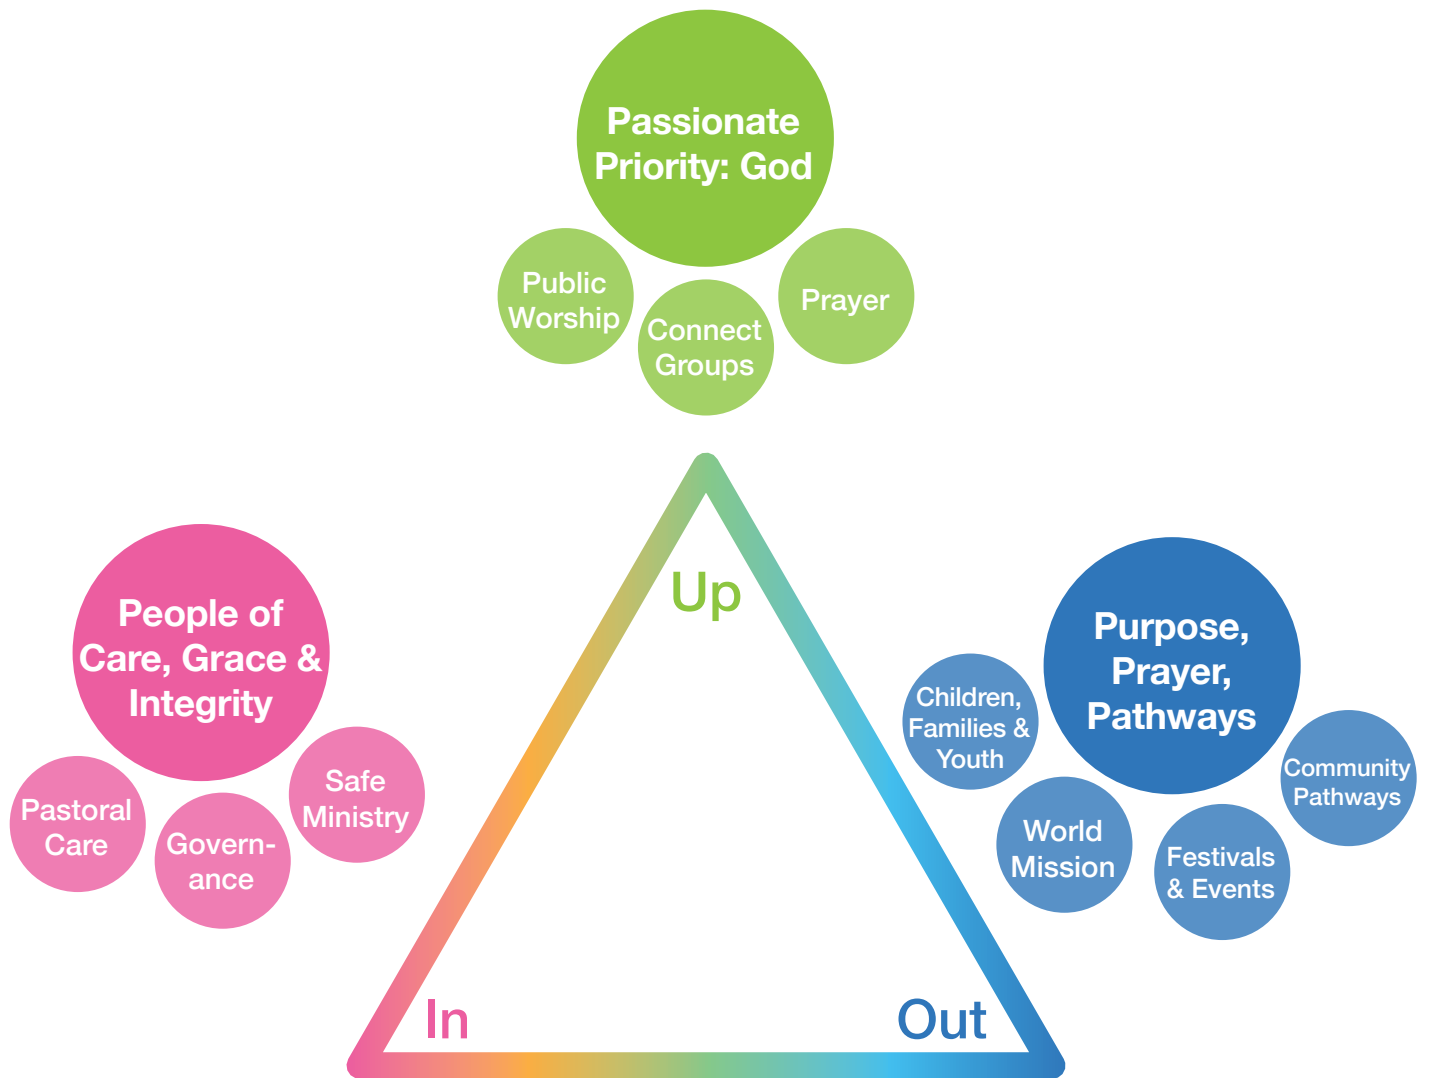 Passionate
Priority: God
Public
Worship
Connect
Groups
Prayer
Up
People of
Care, Grace &
Integrity
Pastoral
Care
Govern-
ance
Safe
Ministry
Purpose,
Prayer,
Pathways
Children,
Families &
Youth
World
Mission
Festivals
& Events
Community
Pathways
In
Out